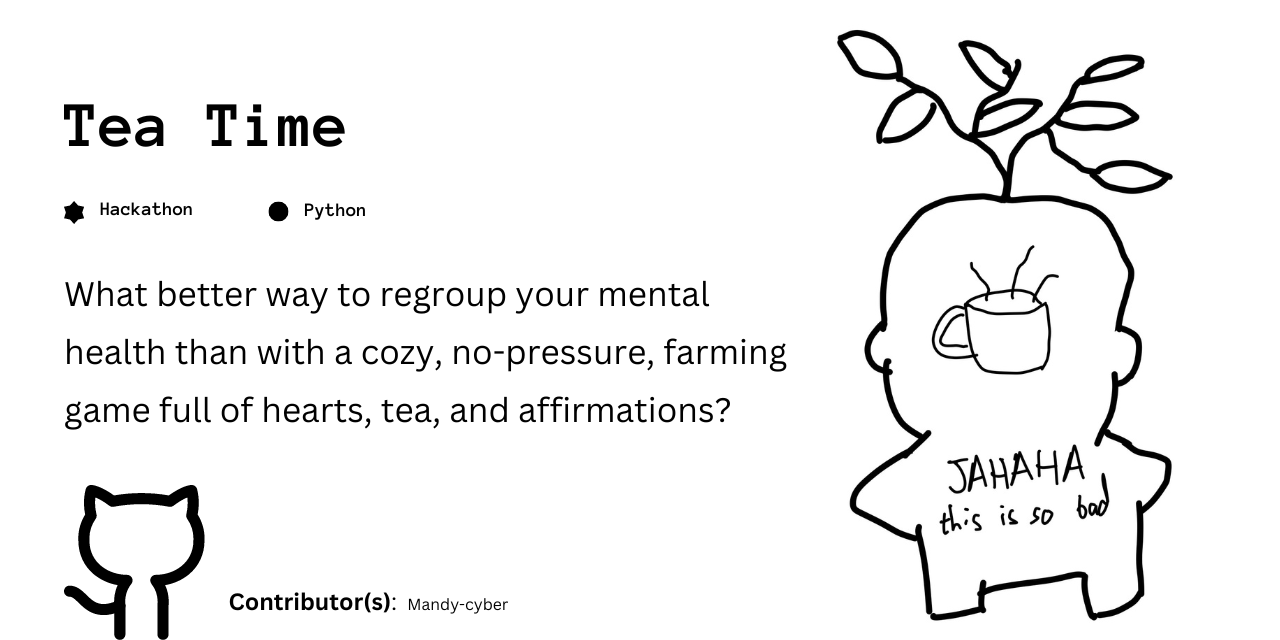 Tea Time
Hackathon
Python
What better way to regroup your mental
health than with a cozy, no-pressure, farming
game full of hearts, tea, and affirmations?
Contributor(s): Mandy-cyber
JAHAHA
this is so bad